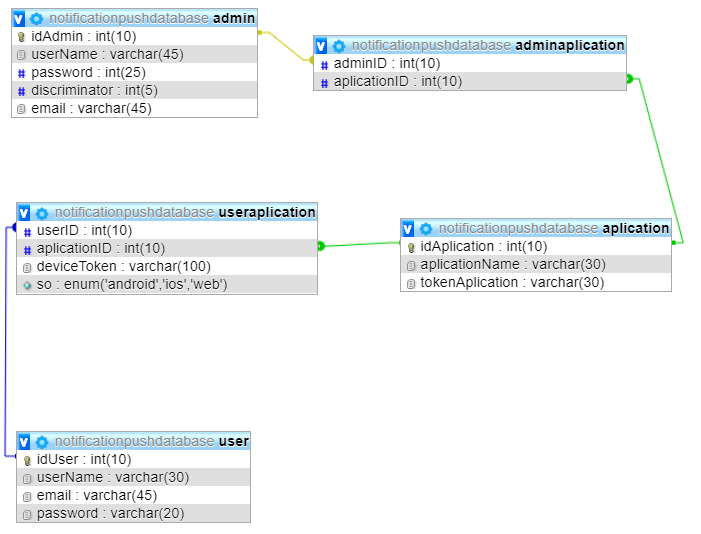 notificationpushdatabase admin
idAdmin : int(10)
userName : varchar(45)
password : int(25)
discriminator : int(5)
email : varchar(45)
notificationpushdatabase adminaplication
adminID : int(10)
aplicationID : int(10)
notificationpushdatabase useraplication
userID : int(10)
aplicationID : int(10)
deviceToken : varchar(100)
so : enum('android','ios','web')
notificationpushdatabase aplication
idAplication : int(10)
aplicationName : varchar(30)
tokenAplication : varchar(30)
notificationpushdatabase user
idUser : int(10)
userName : varchar(30)
email : varchar(45)
password : varchar(20)